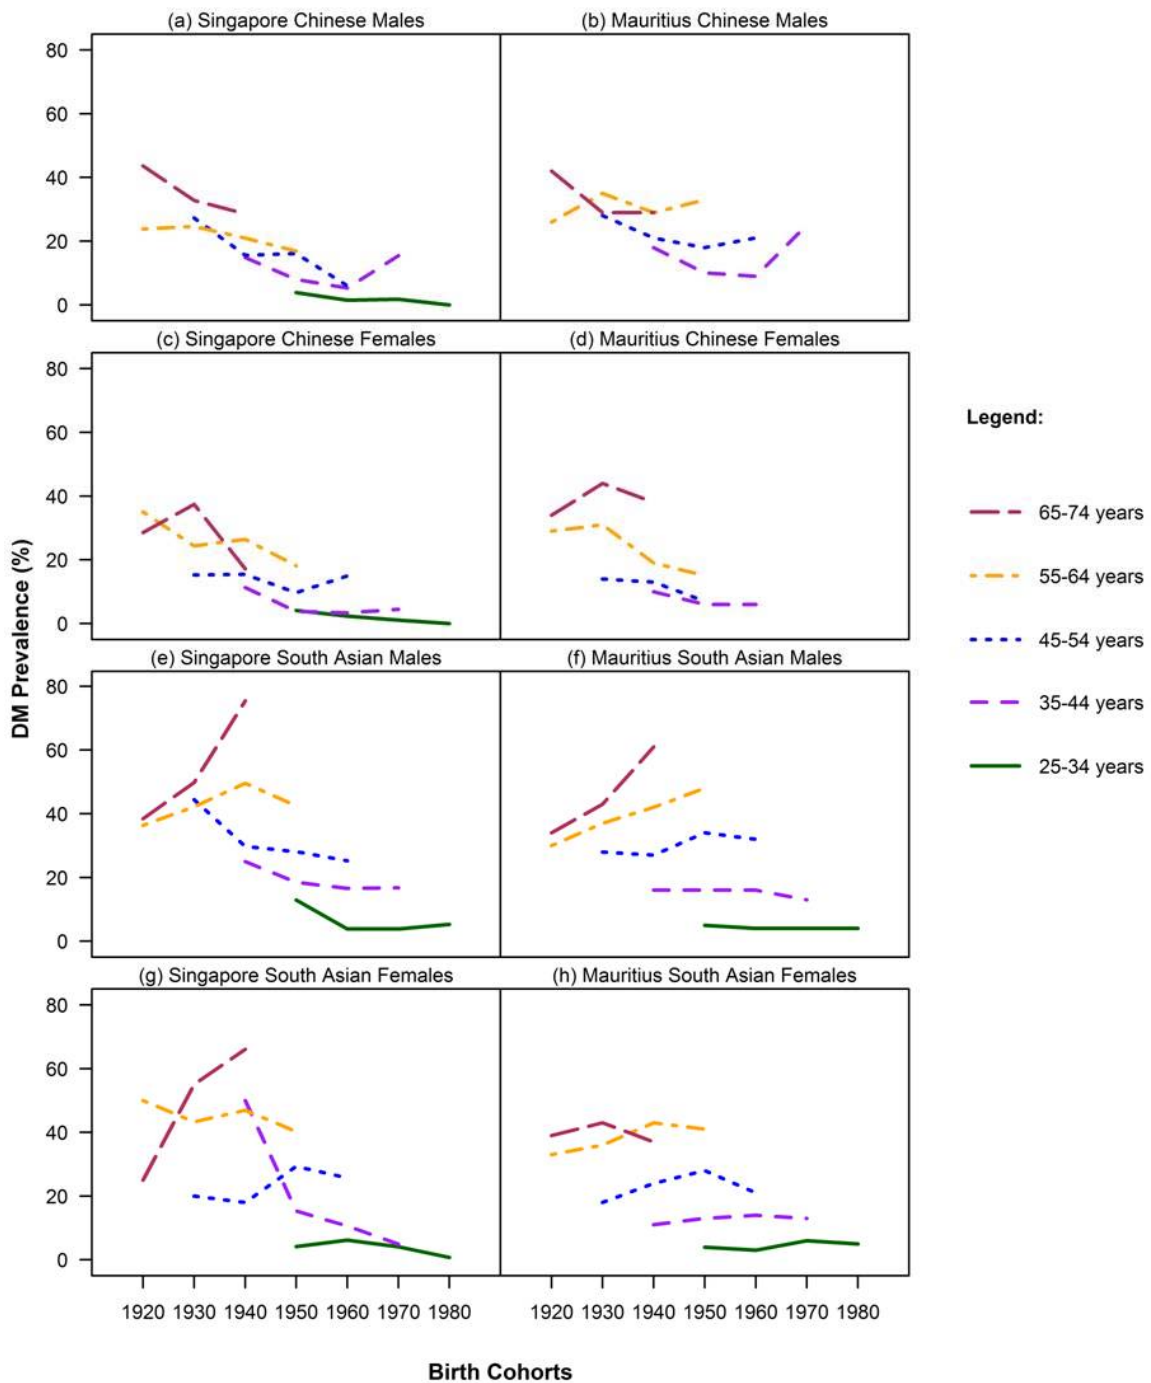 (a) Singapore Chinese Males
(b) Mauritius Chinese Males
80
60
40
20
0
(c) Singapore Chinese Females
(d) Mauritius Chinese Females
80
60
40
20
0
(e) Singapore South Asian Males
(f) Mauritius South Asian Males
80
60
40
20
0
(g) Singapore South Asian Females
(h) Mauritius South Asian Females
80
60
40
20
0
DM Prevalence (%)
1920 1930 1940 1950 1960 1970 1980
1920 1930 1940 1950 1960 1970 1980
Birth Cohorts
Legend:
65-74 years
55-64 years
45-54 years
35-44 years
25-34 years